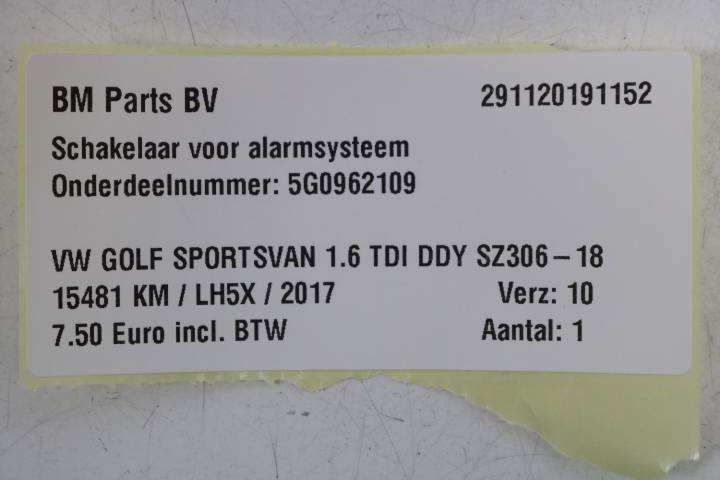 BM Parts BV 291120191152
Schakelaar voor alarmsysteem
Onderdeelnummer: 5G0962109
VW GOLF SPORTSVAN 1.6 TDI DDY SZ306-18
15481 KM / LH5X / 2017 Verz: 10
7.50 Euro incl. BTW Aantal: 1